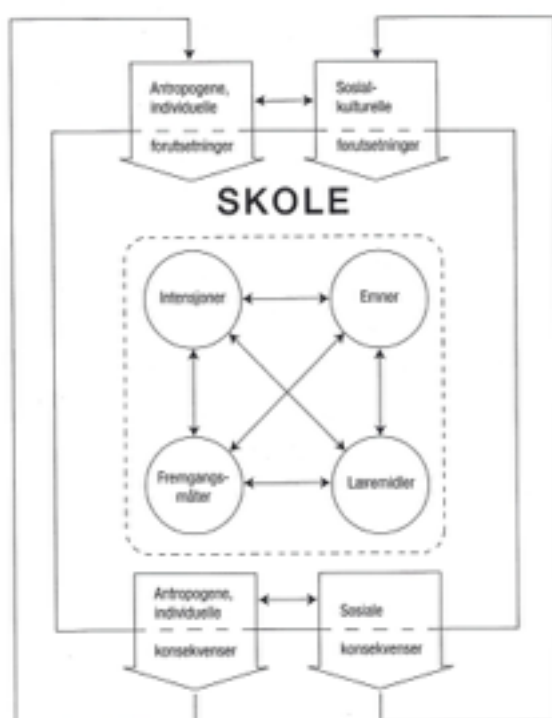 Antropogene,
individuelle
forutsetninger
Sosial-
kulturelle
forutsetninger
SKOLE
Intensjoner
Emner
Fremgangs-
måter
Læremidler
Antropogene,
individuelle
konsekvenser
Sosiale
konsekvenser